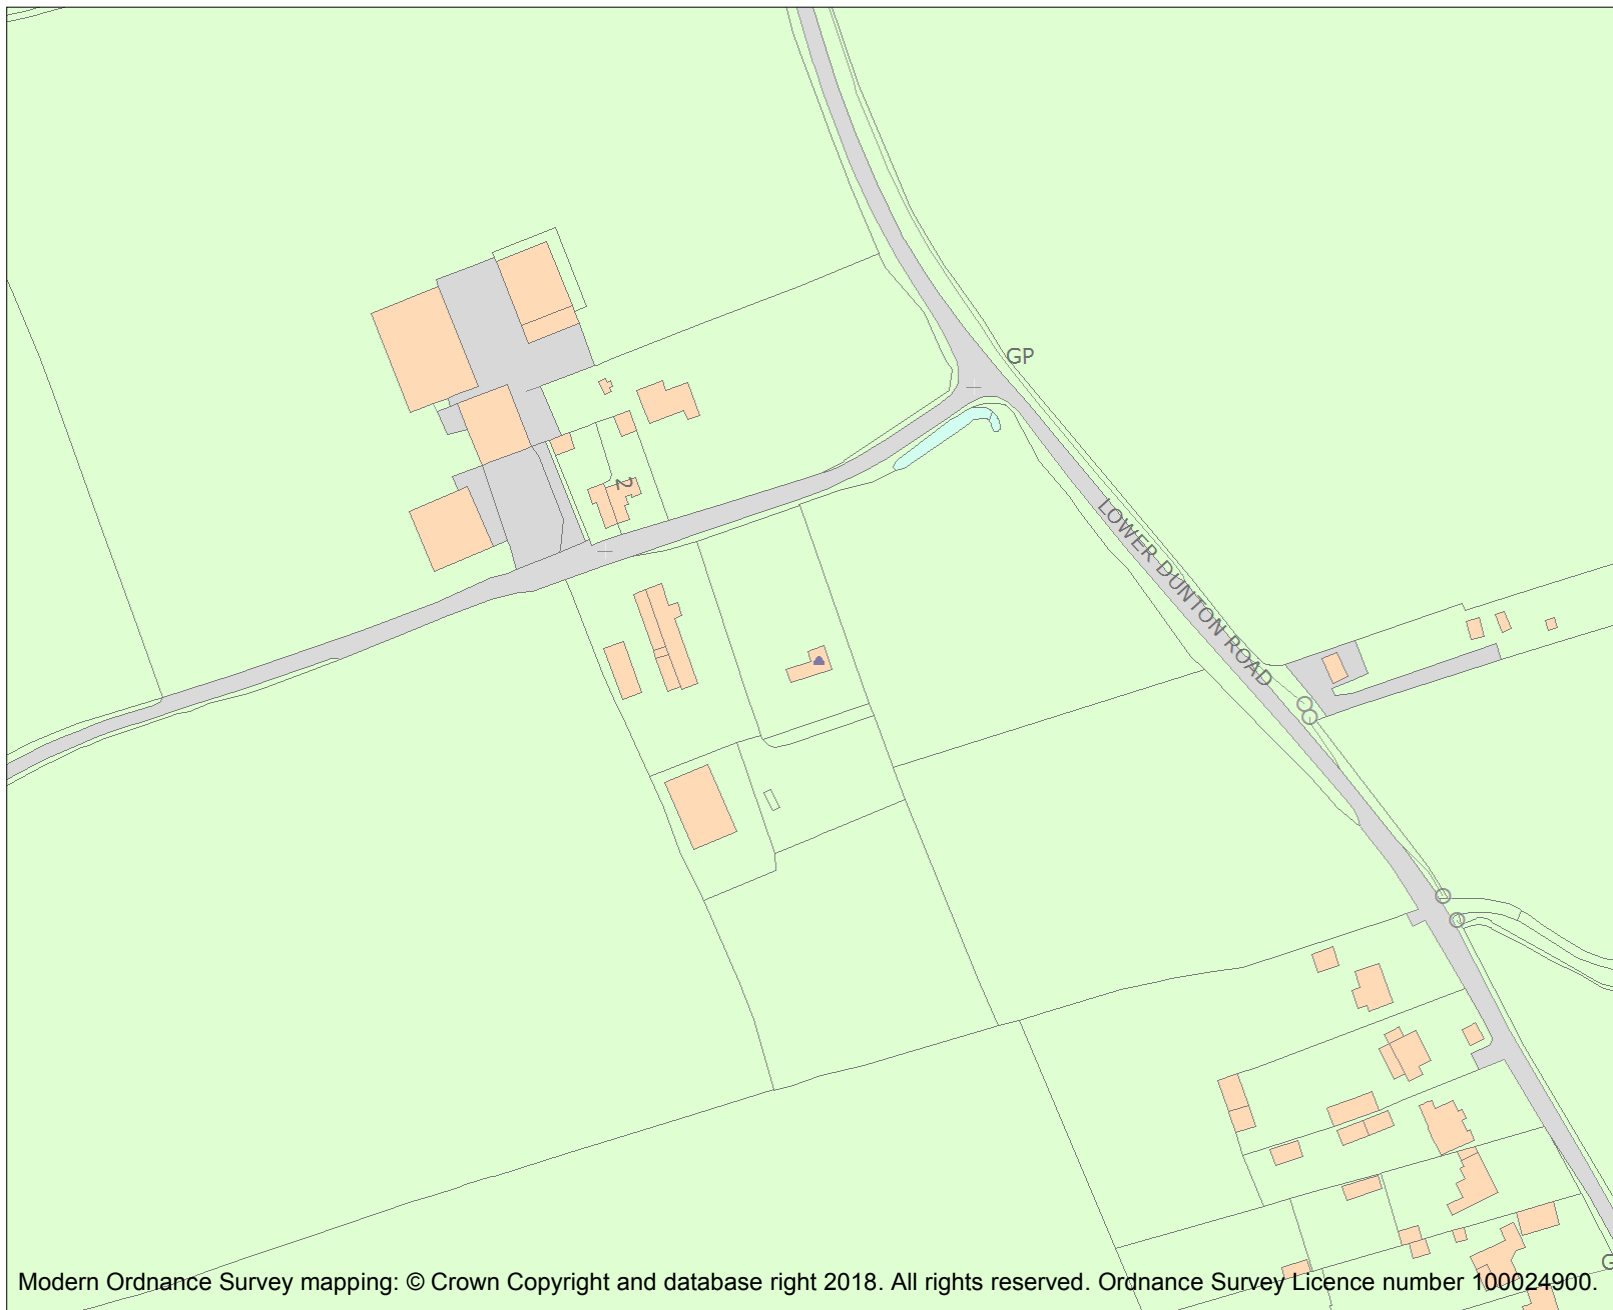 GP
2
LOWER DUNTON ROAD
G
Modern Ordnance Survey mapping: © Crown Copyright and database right 2018. All rights reserved. Ordnance Survey Licence number 100024900.